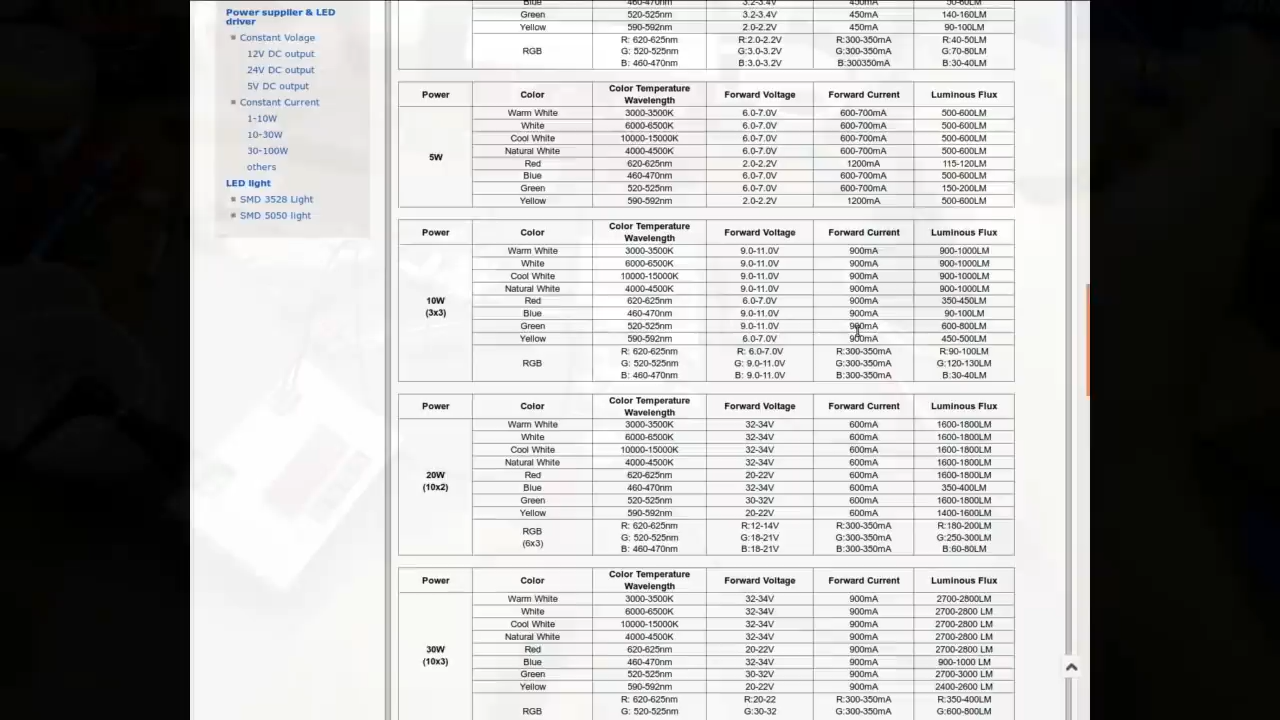 Power supplier & LED
driver
Constant Volage
12V DC output
24V DC output
5V DC output
Constant Current
1-10W
10-30W
30-100W
others
LED light
SMD 3528 Light
SMD 5050 light
Blue 460-470nm 3.2-3.4V 450mA 50-60LM
Green 520-525nm 3.2-3.4V 450mA 140-160LM
Yellow 590-592nm 2.0-2.2V 450mA 90-100LM
R: 620-625nm R:2.0-2.2V R:300-350mA R:40-50LM
RGB G: 520-525nm G:3.0-3.2V G:300-350mA G:70-80LM
B: 460-470nm B:3.0-3.2V B:300350mA B:30-40LM
Power Color Color Temperature Wavelength Forward Voltage Forward Current Luminous Flux
5W
Warm White 3000-3500K 6.0-7.0V 600-700mA 500-600LM
White 6000-6500K 6.0-7.0V 600-700mA 500-600LM
Cool White 10000-15000K 6.0-7.0V 600-700mA 500-600LM
Natural White 4000-4500K 6.0-7.0V 600-700mA 500-600LM
Red 620-625nm 2.0-2.2V 1200mA 115-120LM
Blue 460-470nm 6.0-7.0V 600-700mA 500-600LM
Green 520-525nm 6.0-7.0V 600-700mA 150-200LM
Yellow 590-592nm 2.0-2.2V 1200mA 500-600LM
Power Color Color Temperature Wavelength Forward Voltage Forward Current Luminous Flux
10W
(3x3)
Warm White 3000-3500K 9.0-11.0V 900mA 900-1000LM
White 6000-6500K 9.0-11.0V 900mA 900-1000LM
Cool White 10000-15000K 9.0-11.0V 900mA 900-1000LM
Natural White 4000-4500K 9.0-11.0V 900mA 900-1000LM
Red 620-625nm 6.0-7.0V 900mA 350-450LM
Blue 460-470nm 9.0-11.0V 900mA 90-100LM
Green 520-525nm 9.0-11.0V 900mA 600-800LM
Yellow 590-592nm 6.0-7.0V 900mA 450-500LM
R: 620-625nm R: 6.0-7.0V R:300-350mA R:90-100LM
RGB G: 520-525nm G: 9.0-11.0V G:300-350mA G:120-130LM
B: 460-470nm B: 9.0-11.0V B:300-350mA B:30-40LM
Power Color Color Temperature Wavelength Forward Voltage Forward Current Luminous Flux
20W
(10x2)
Warm White 3000-3500K 32-34V 600mA 1600-1800LM
White 6000-6500K 32-34V 600mA 1600-1800LM
Cool White 10000-15000K 32-34V 600mA 1600-1800LM
Natural White 4000-4500K 32-34V 600mA 1600-1800LM
Red 620-625nm 20-22V 600mA 1600-1800LM
Blue 460-470nm 32-34V 600mA 350-400LM
Green 520-525nm 30-32V 600mA 1600-1800LM
Yellow 590-592nm 20-22V 600mA 1400-1600LM
RGB
(6x3)
R: 620-625nm R:12-14V R:300-350mA R:180-200LM
G: 520-525nm G:18-21V G:300-350mA G:250-300LM
B: 460-470nm B:18-21V B:300-350mA B:60-80LM
Power Color Color Temperature Wavelength Forward Voltage Forward Current Luminous Flux
30W
(10x3)
Warm White 3000-3500K 32-34V 900mA 2700-2800LM
White 6000-6500K 32-34V 900mA 2700-2800 LM
Cool White 10000-15000K 32-34V 900mA 2700-2800 LM
Natural White 4000-4500K 32-34V 900mA 2700-2800 LM
Red 620-625nm 20-22V 900mA 2700-2800 LM
Blue 460-470nm 32-34V 900mA 900-1000 LM
Green 520-525nm 30-32V 900mA 2700-3000 LM
Yellow 590-592nm 20-22V 900mA 2400-2600 LM
R: 620-625nm R:20-22 R:300-350mA R:350-400LM
RGB G: 520-525nm G:30-32 G:300-350mA G:600-800LM